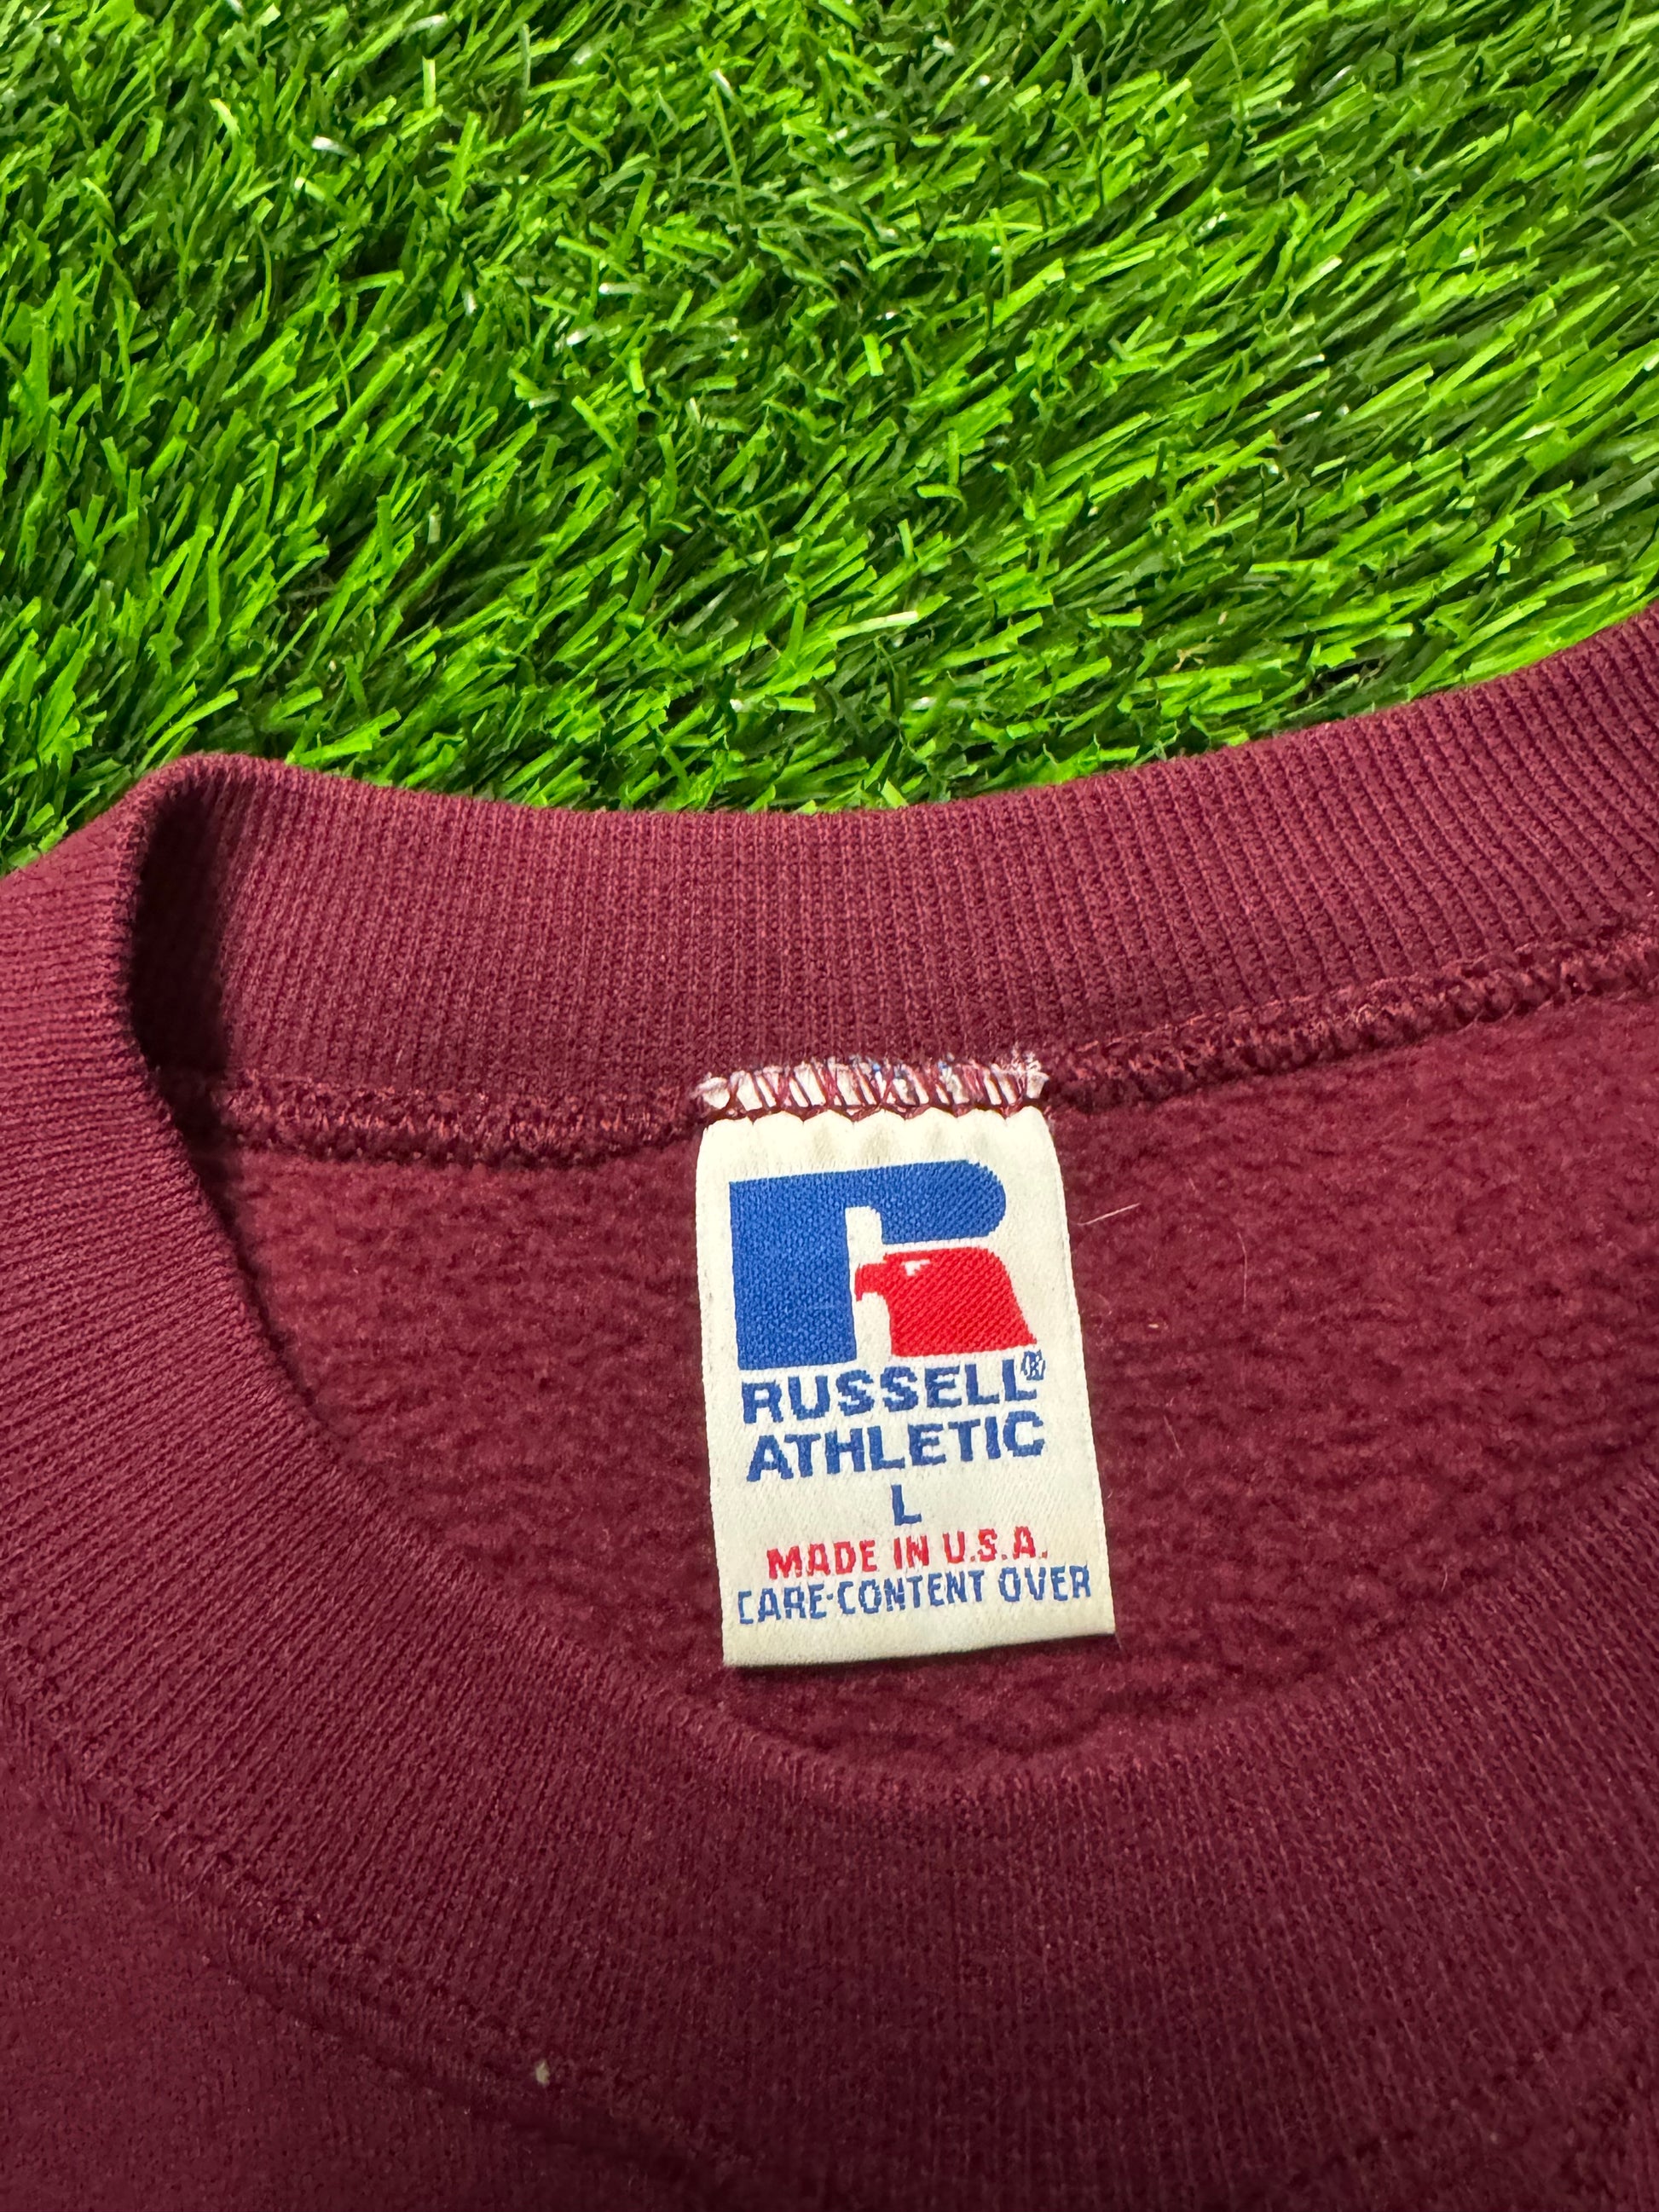 RUSSELL®
ATHLETIC
L
MADE IN U.S.A.
CARE-CONTENT OVER